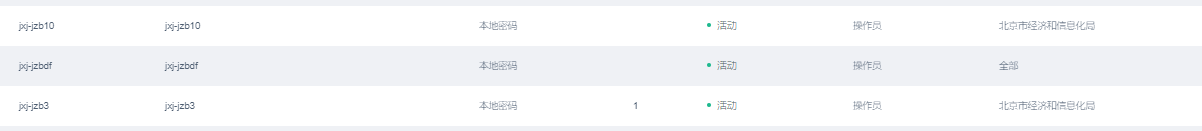 jxj-jzb10 jxj-jzb10 本地密码 活动 操作员 北京市经济和信息化局
jxj-jzbdf jxj-jzbdf 本地密码 活动 操作员 全部
jxj-jzb3 jxj-jzb3 本地密码 1 活动 操作员 北京市经济和信息化局